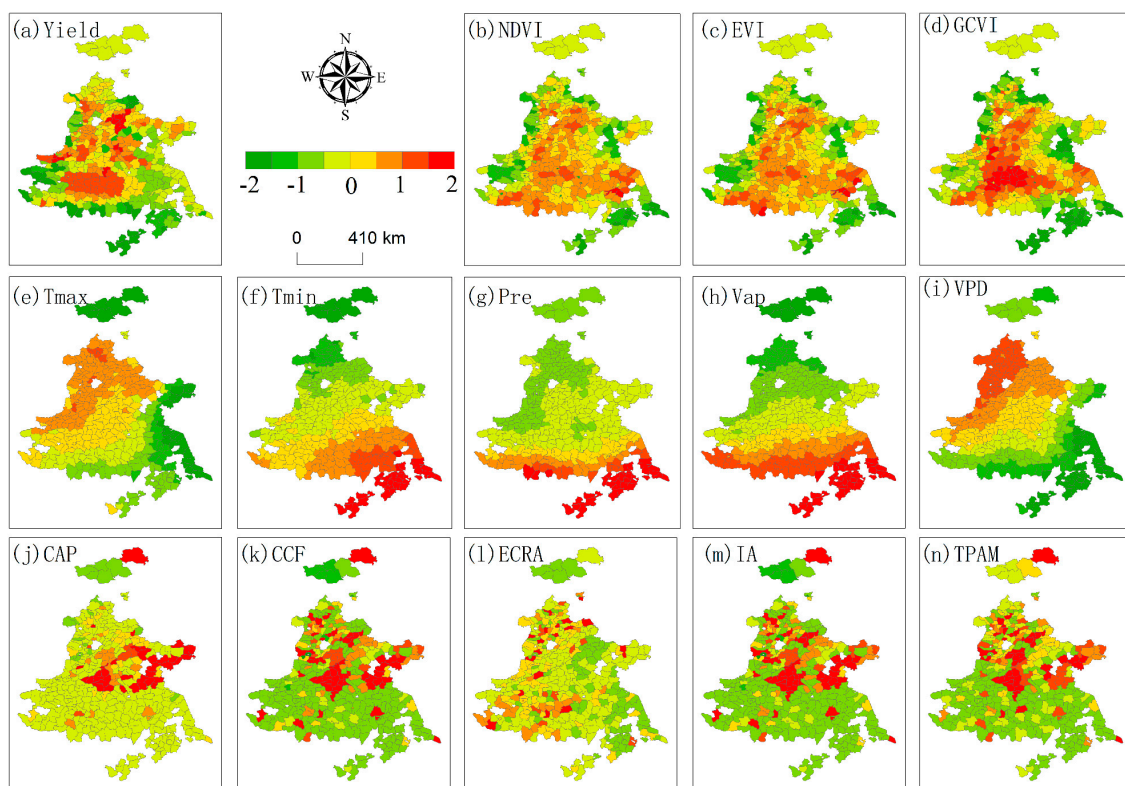 (a)Yield
N
W E
S
-2 -1 0 1 2
0 410 km
(b)NDVI
(c)EVI
(d)GCVI
(e)Tmax
(f)Tmin
(g)Pre
(h)Vap
(i)VPD
(j)CAP
(k)CCF
(l)ECRA
(m)IA
(n)TPAM